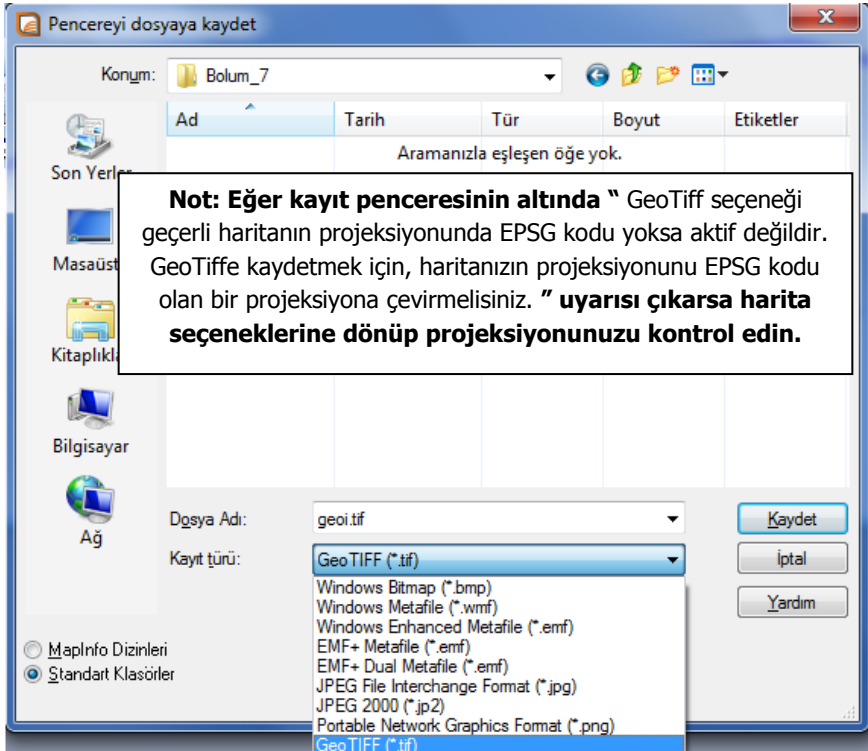 Pencereyi dosyaya kaydet
Konum:
Bolum_7
Ad Tarih Tür Boyut Etiketler
Aramanızla eşleşen öğe yok.
Son Yerler
Not: Eğer kayıt penceresinin altında “ GeoTiff seçeneği
geçerli haritanın projeksiyonunda EPSG kodu yoksa aktif değildir.
GeoTiffe kaydetmek için, haritanızın projeksiyonunu EPSG kodu
olan bir projeksiyona çevirmelisiniz. ” uyarısı çıkarsa harita
seçeneklerine dönüp projeksiyonunuzu kontrol edin.
Masaüst
Kitaplıkl
Bilgisayar
Ağ
Dosya Adı:
geoi.tif
Kaydet
Kayıt türü:
GeoTIFF (*.tif)
İptal
Yardım
Windows Bitmap (*.bmp)
Windows Metafile (*.wmf)
Windows Enhanced Metafile (*.emf)
EMF+ Metafile (*.emf)
EMF+ Dual Metafile (*.emf)
JPEG File Interchange Format (*.jpg)
JPEG 2000 (*.jp2)
Portable Network Graphics Format (*.png)
GeoTIFF (*.tif)
MapInfo Dizinleri
Standart Klasörler